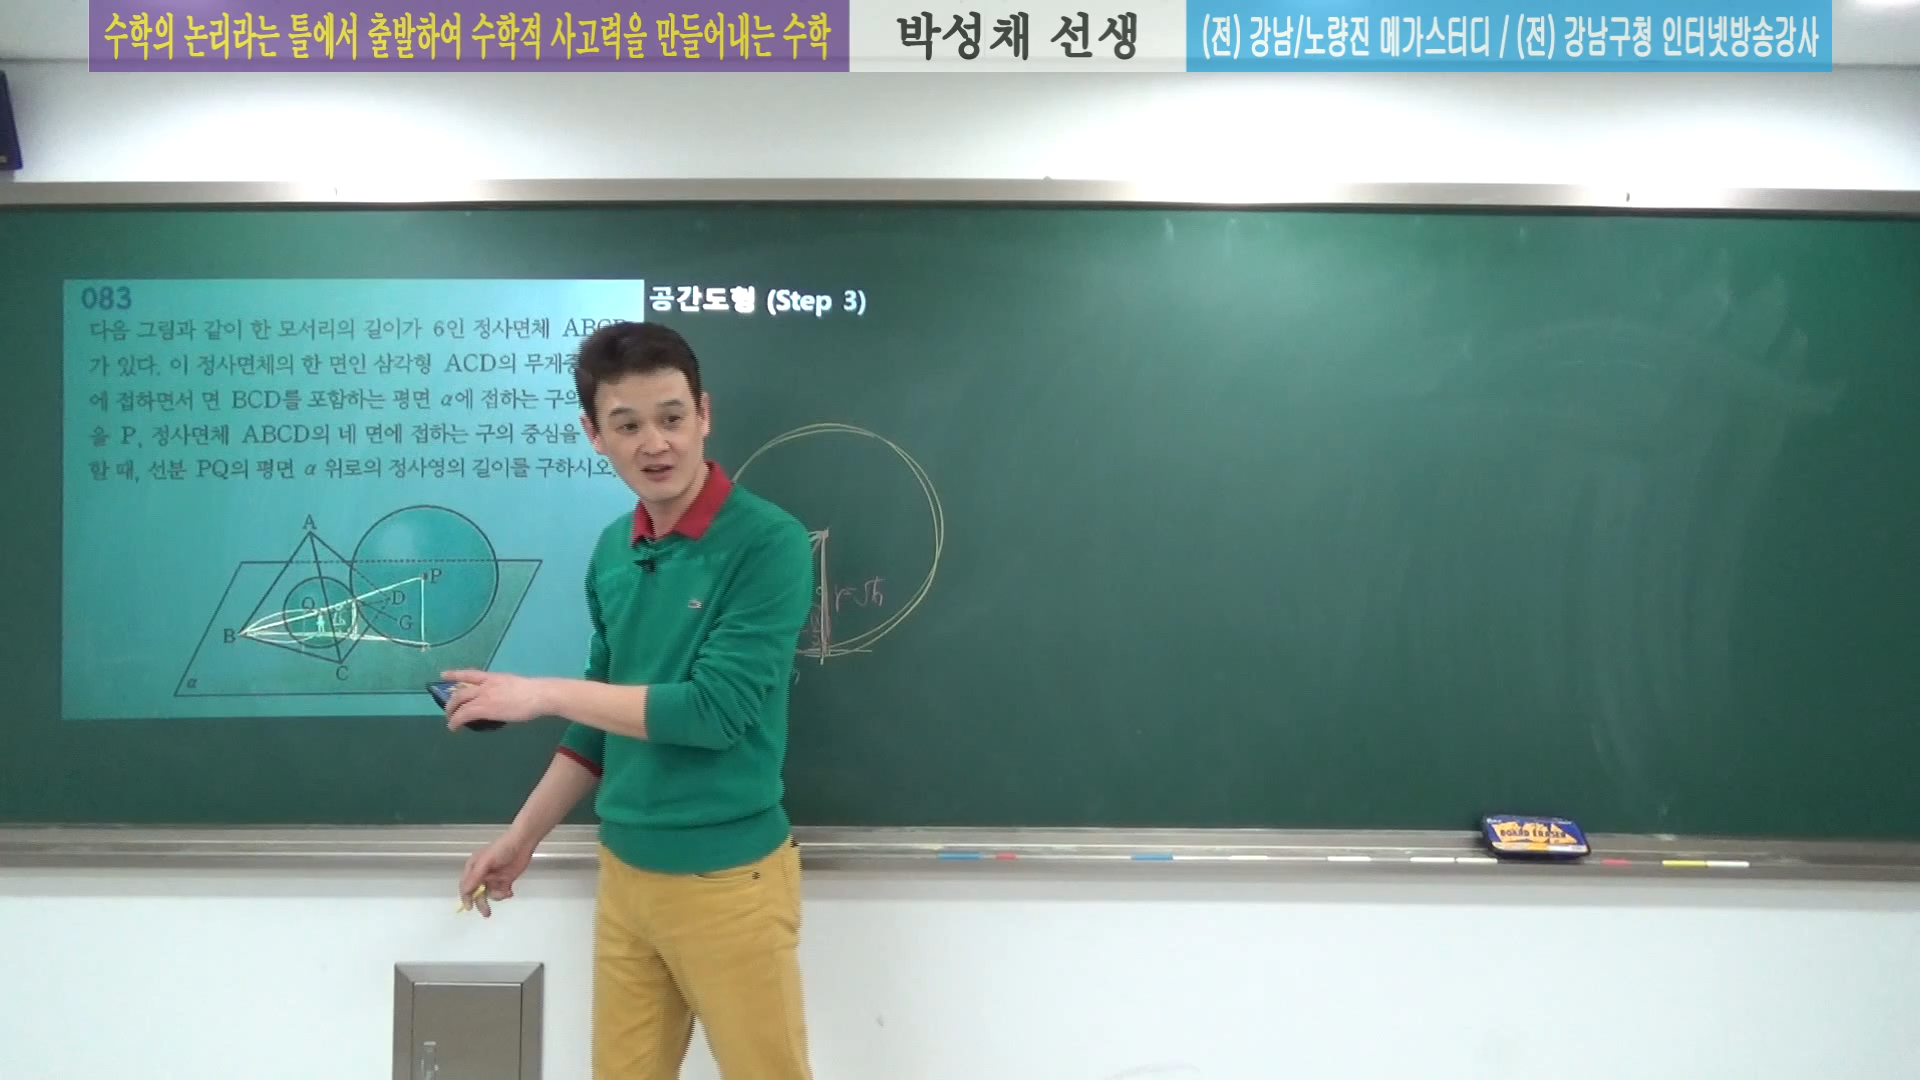 수학의 논리라는 틀에서 출발하여 수학적 사고력을 만들어내는 수학
박성채 선생
(전) 강남/노량진 메가스터디 / (전) 강남구청 인터넷방송강사
083
공간도형 (Step 3)
다음 그림과 같이 한 모서리의 길이가 6인 정사면체 ABCD
가 있다. 이 정사면체의 한 면인 삼각형 ACD의 무게중
에 접하면서 면 BCD를 포함하는 평면 α에 접하는 구의
을 P, 정사면체 ABCD의 네 면에 접하는 구의 중심을
할 때, 선분 PQ의 평면 α 위로의 정사영의 길이를 구하시오.
A
P
Q
D
G
B
C
α
BOARD ERASER